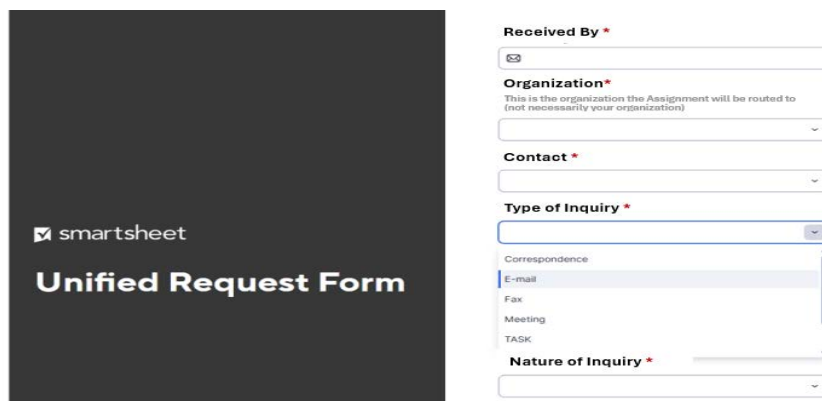 smartsheet
Unified Request Form
Received By *
Organization*
This is the organization the Assignment will be routed to
(not necessarily your organization)
Contact *
Type of Inquiry *
Correspondence
E-mail
Fax
Meeting
TASK
Nature of Inquiry *